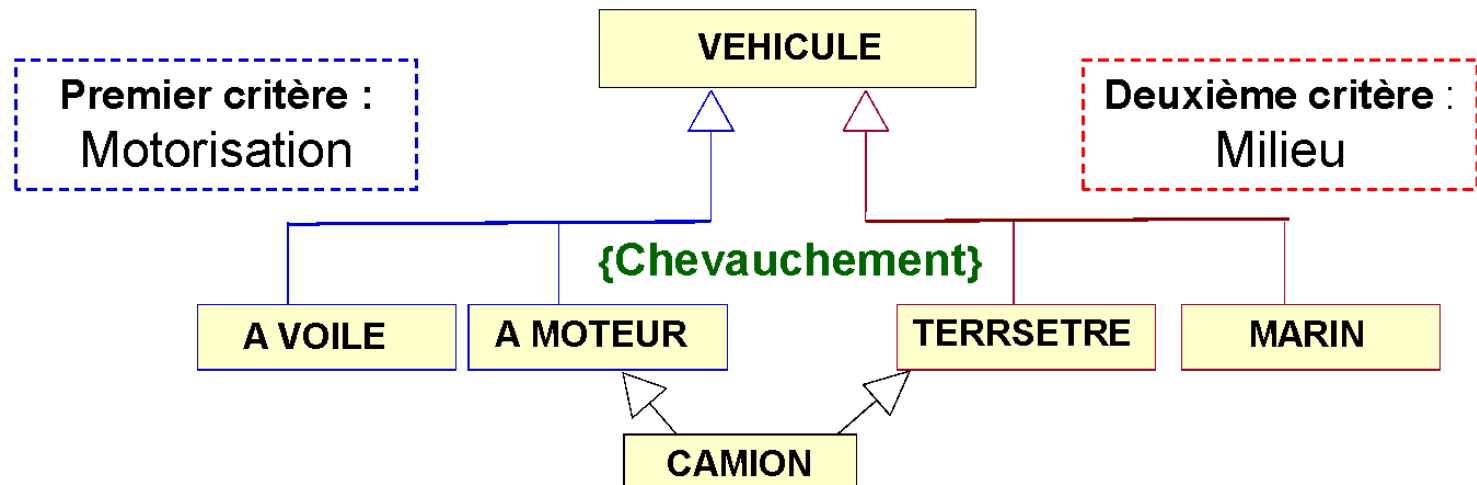 VEHICULE
Premier critère :
Motorisation
Deuxième critère :
Milieu
{Chevauchement}
A VOILE
A MOTEUR
TERRSETRE
MARIN
CAMION